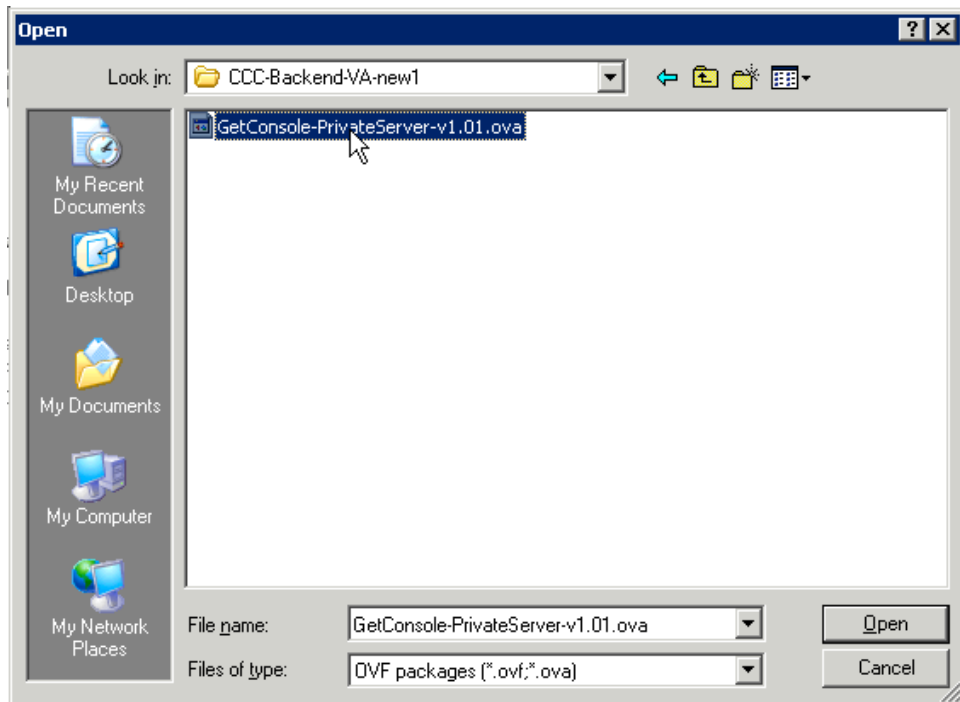 Open
Look in: CCC-Backend-VA-new1
GetConsole-PrivateServer-v1.01.ova
My Recent
Documents
Desktop
My Documents
My Computer
My Network
Places
File name: GetConsole-PrivateServer-v1.01.ova Open
Files of type: OVF packages (*.ovf;*.ova) Cancel